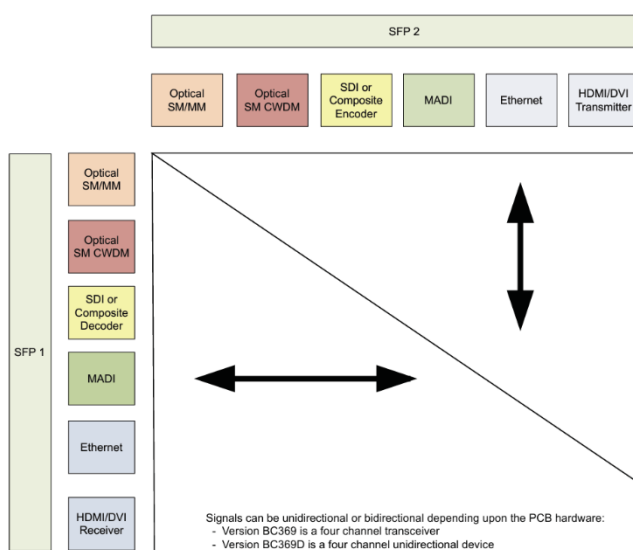 SFP 2
Optical
SM/MM
Optical
SM CWDM
SDI or
Composite
Encoder
MADI
Ethernet
HDMI/DVI
Transmitter
SFP 1
Optical
SM/MM
Optical
SM CWDM
SDI or
Composite
Decoder
MADI
Ethernet
HDMI/DVI
Receiver
Signals can be unidirectional or bidirectional depending upon the PCB hardware:
- Version BC369 is a four channel transceiver
- Version BC369D is a four channel unidirectional device